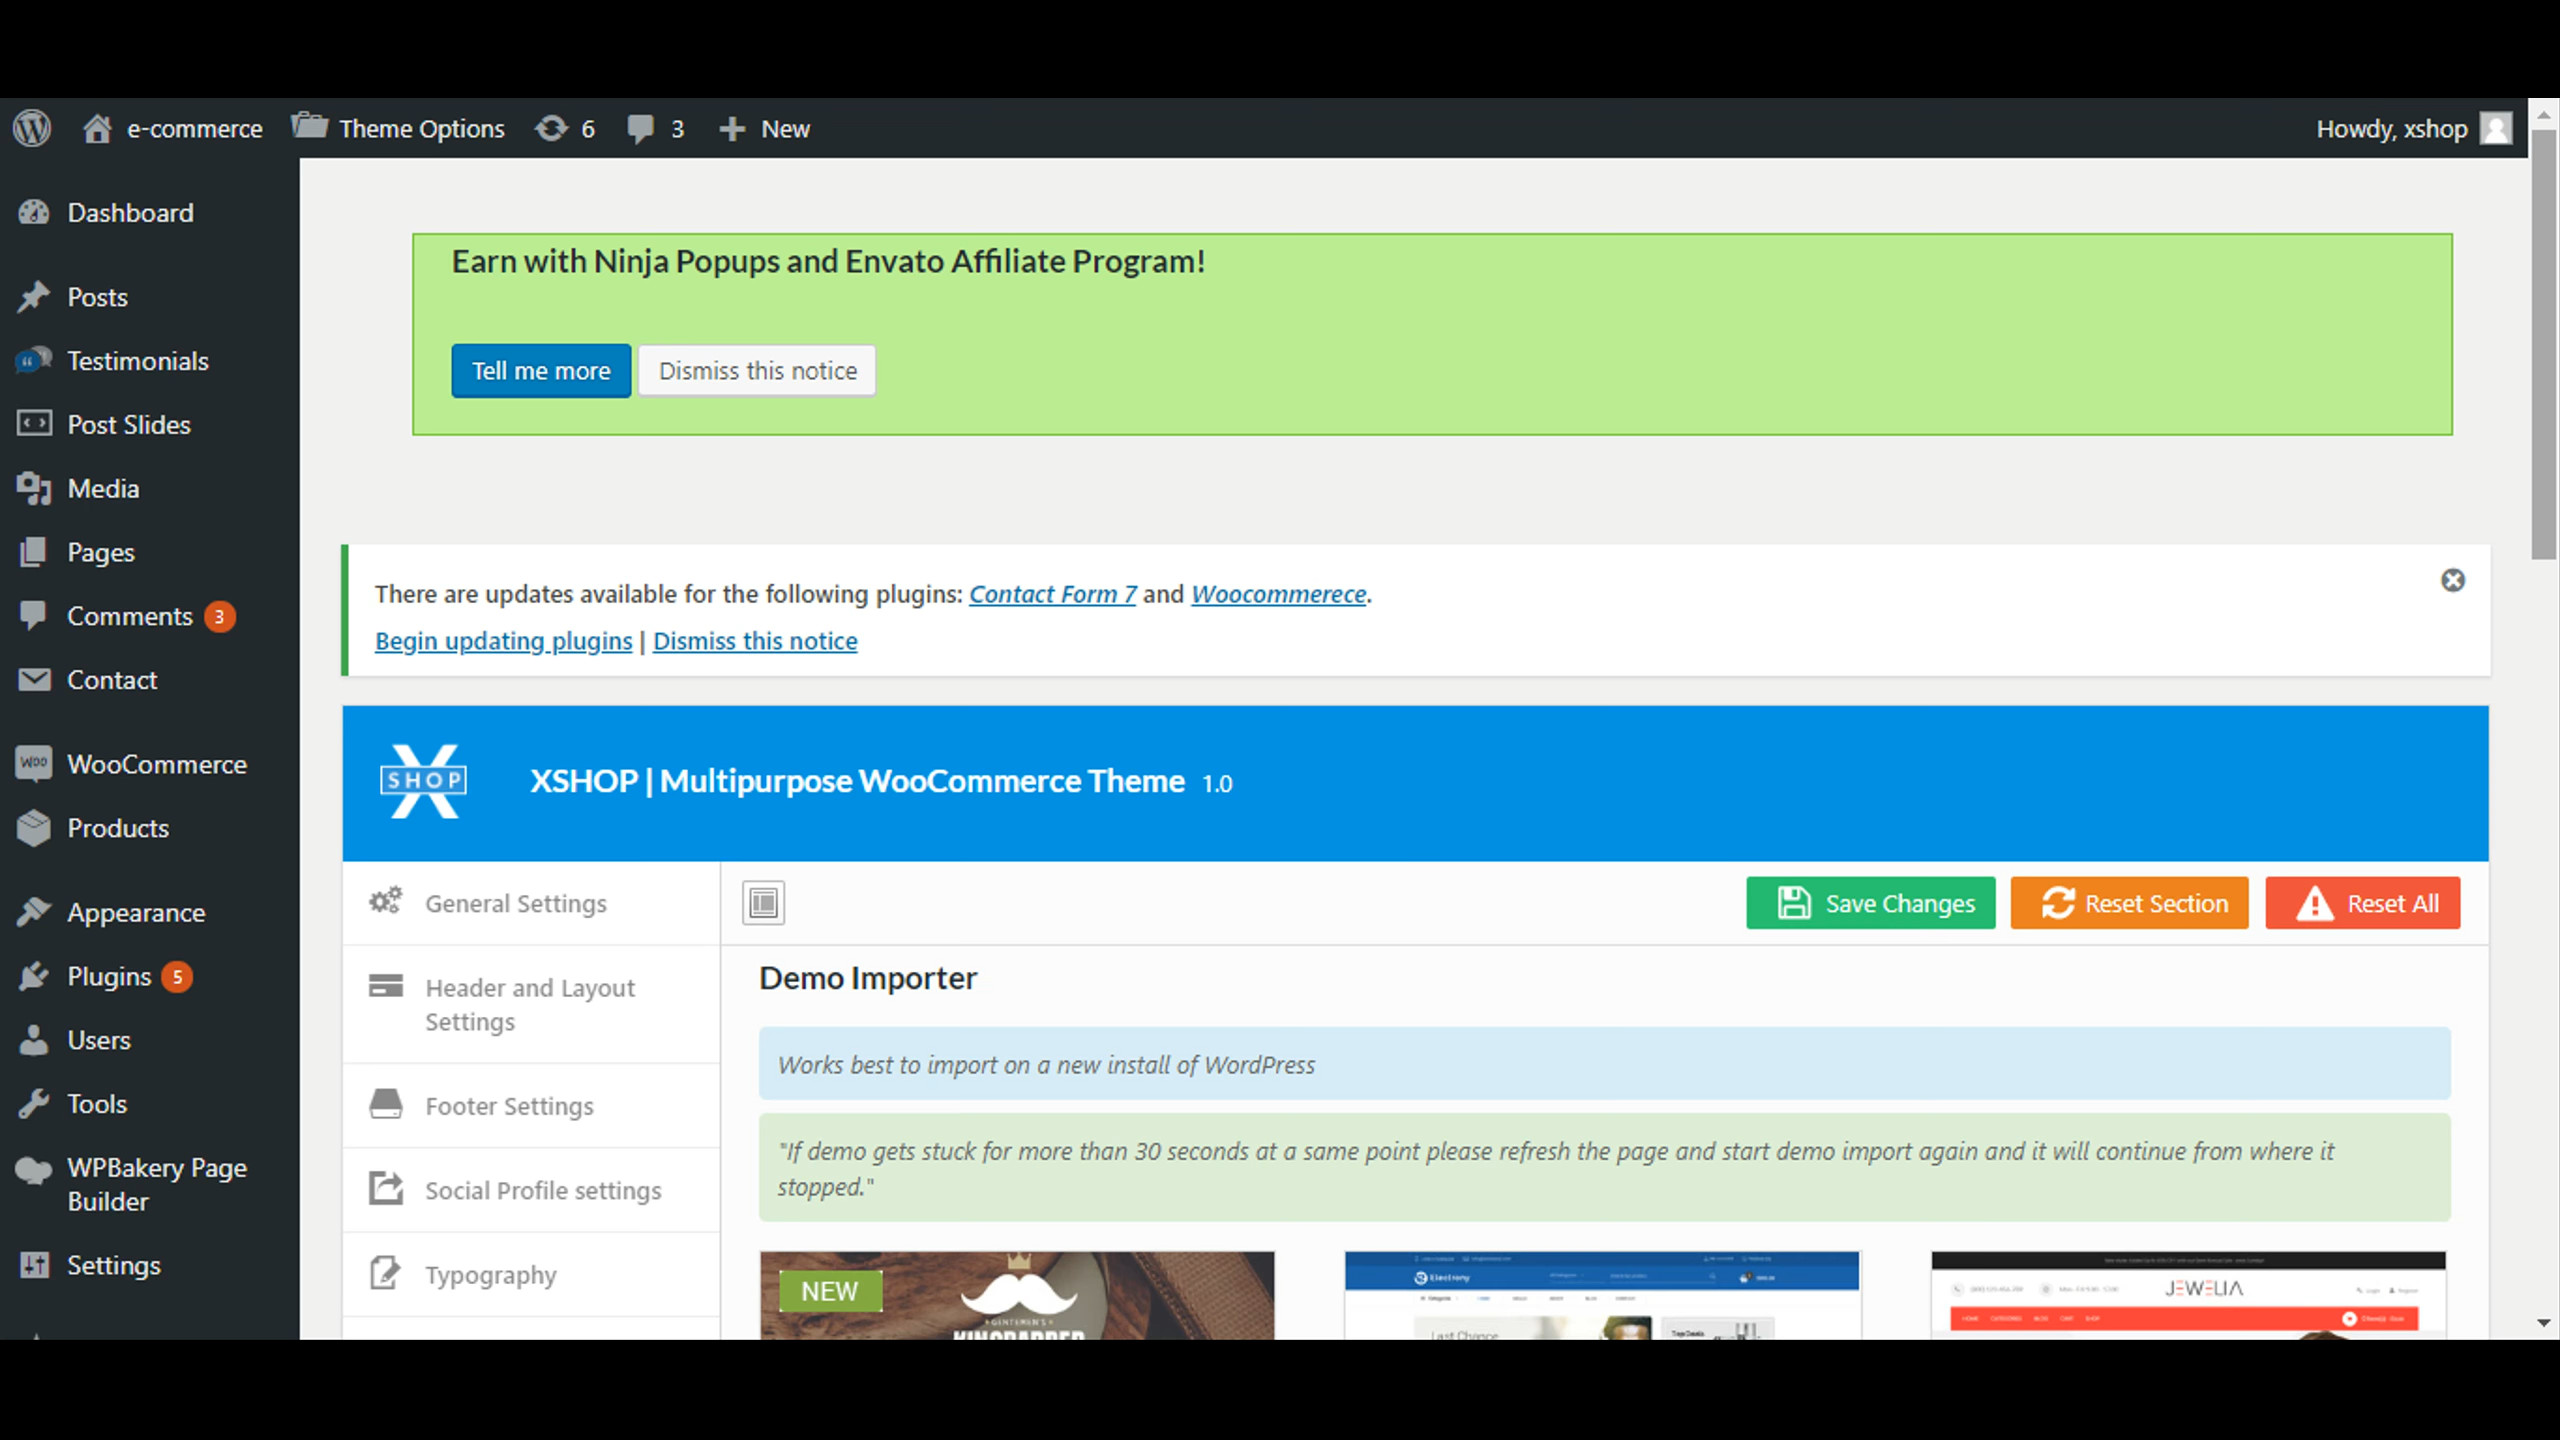 e-commerce Theme Options 6 3 New Howdy, xshop
Dashboard
Posts
Testimonials
Post Slides
Media
Pages
Comments 3
Contact
WooCommerce
Products
Appearance
Plugins 5
Users
Tools
WPBakery Page
Builder
Settings
Earn with Ninja Popups and Envato Affiliate Program!
Tell me more Dismiss this notice
There are updates available for the following plugins: Contact Form 7 and Woocommerece.
Begin updating plugins | Dismiss this notice
SHOP
XSHOP | Multipurpose WooCommerce Theme 1.0
General Settings
Header and Layout
Settings
Footer Settings
Social Profile settings
Typography
Save Changes Reset Section Reset All
Demo Importer
Works best to import on a new install of WordPress
"If demo gets stuck for more than 30 seconds at a same point please refresh the page and start demo import again and it will continue from where it
stopped."
NEW
Electrony
Last Chance
JEWELIA